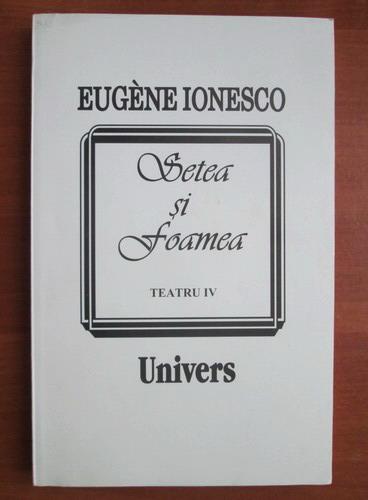 EUGÈNE IONESCO
Setea
și
Foamea
TEATRU IV
Univers